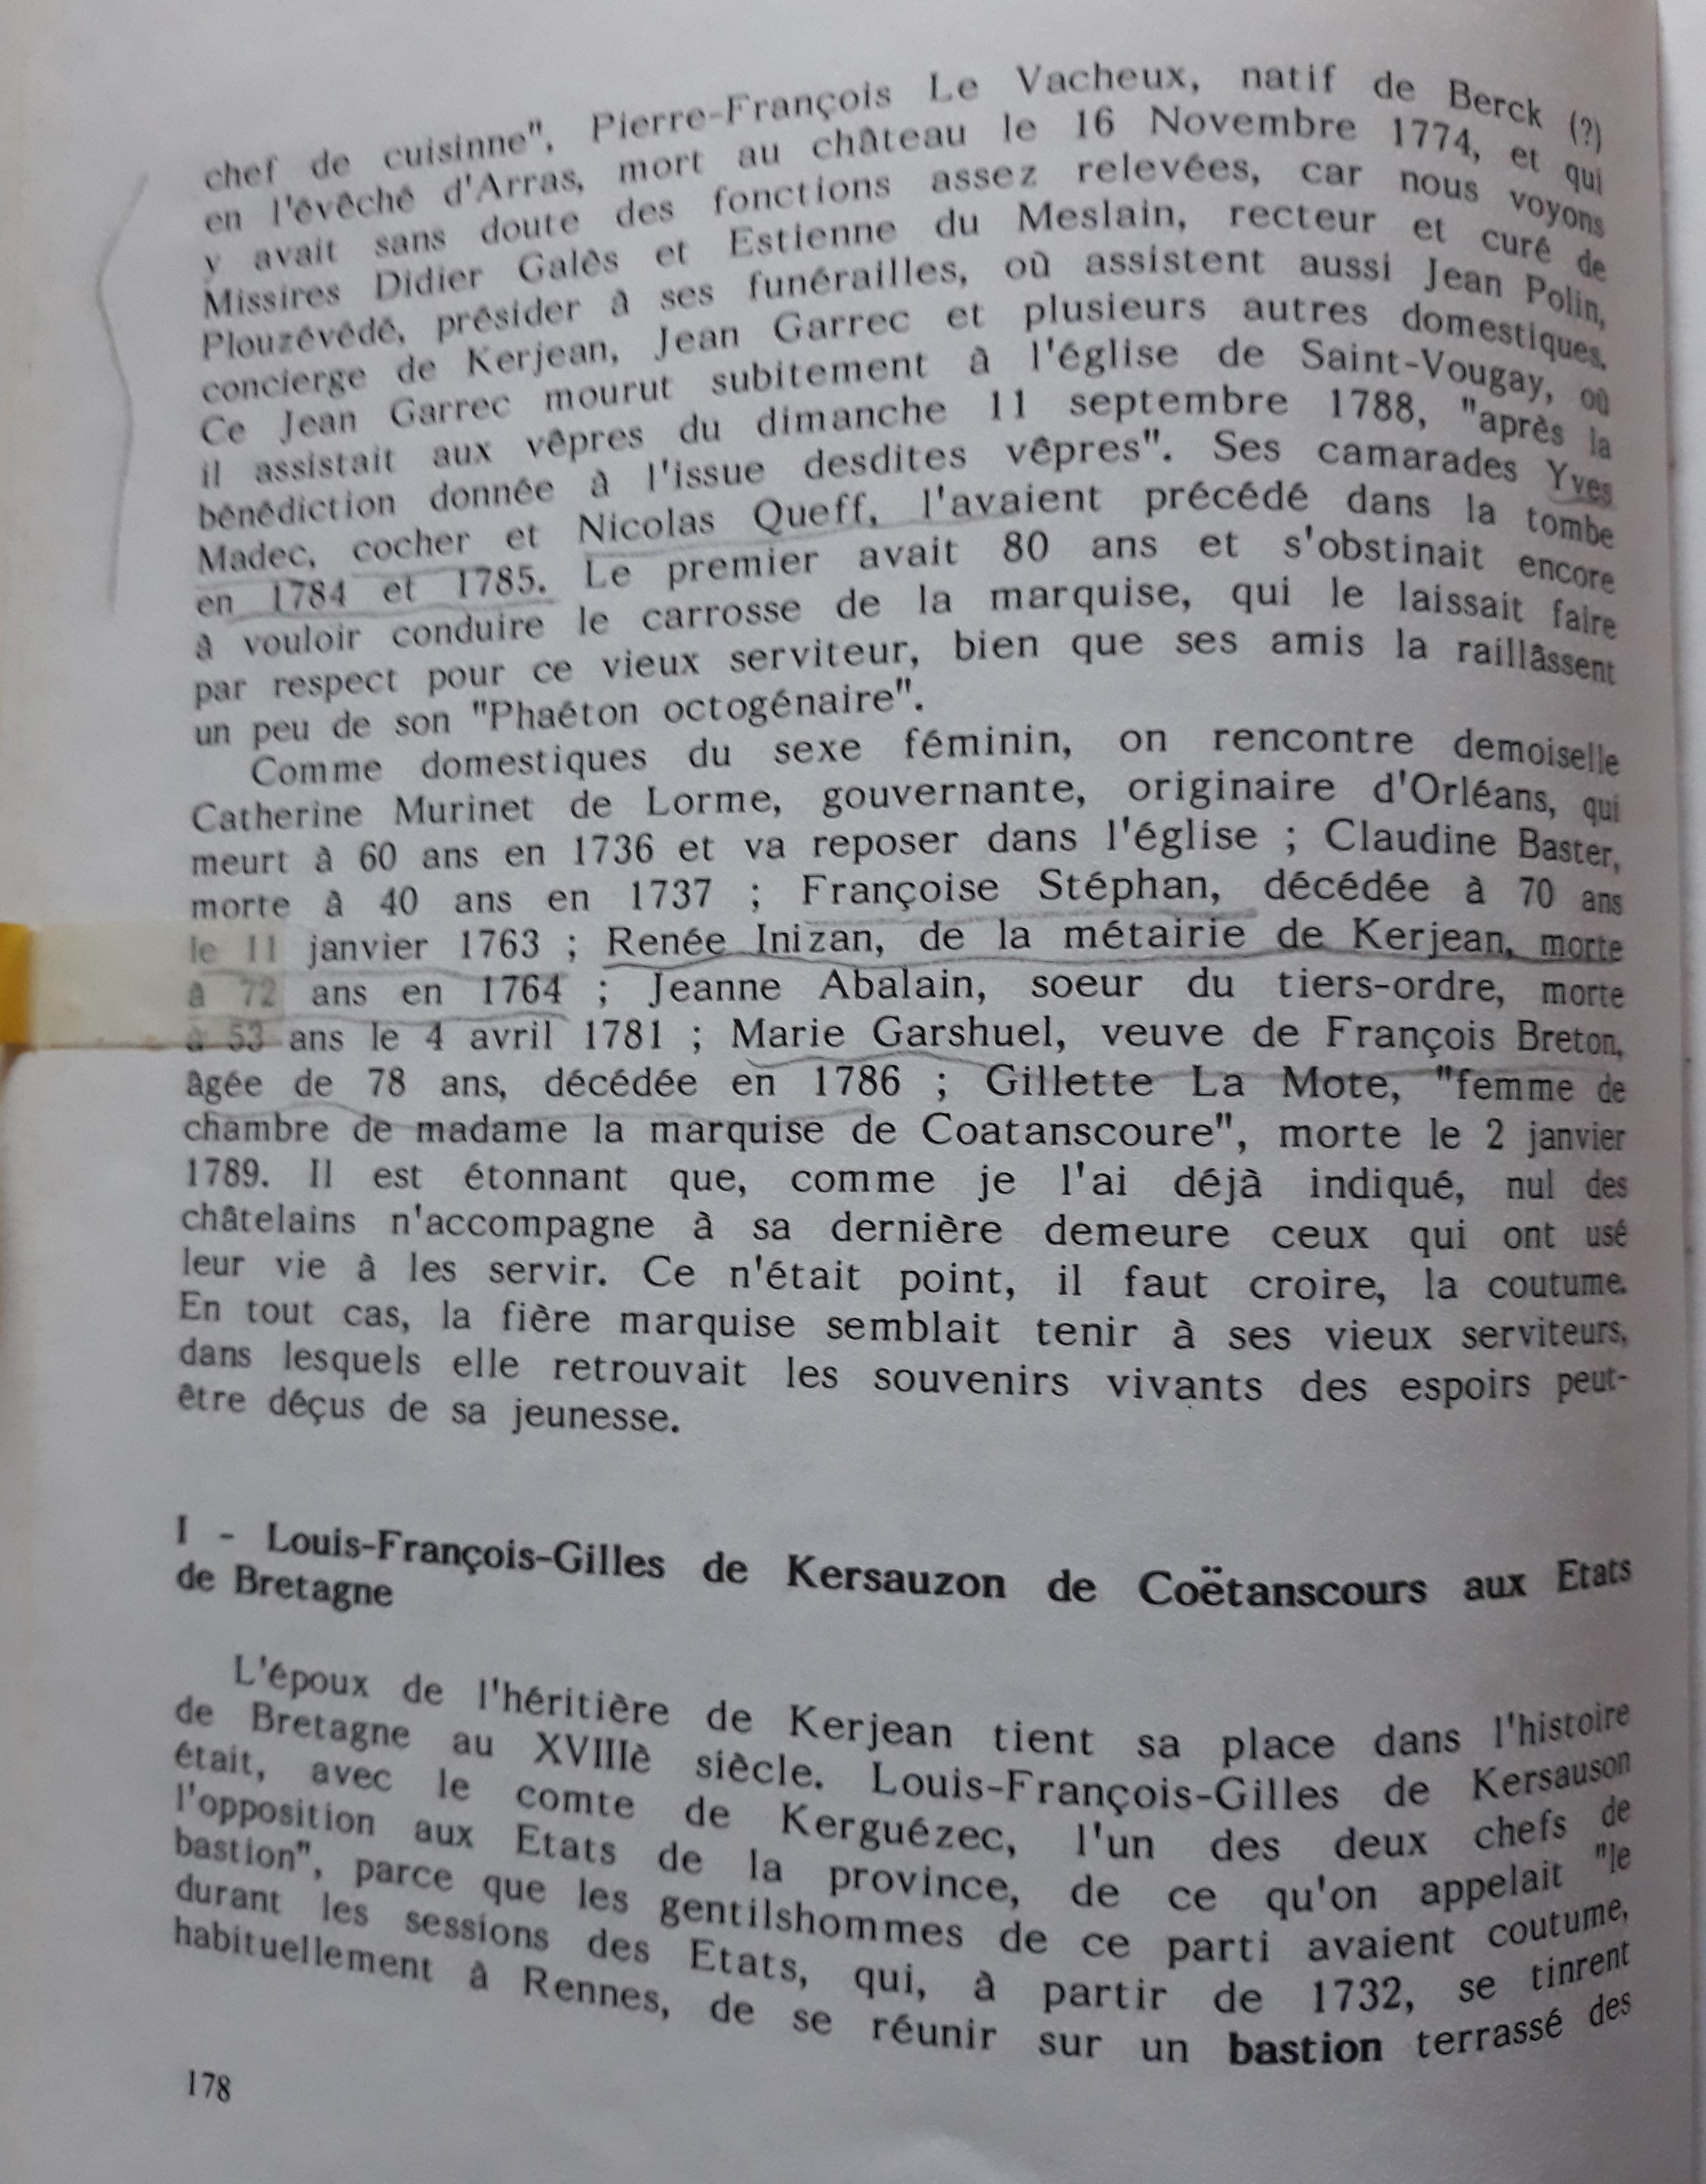 chef de cuisinne", Pierre-François Le Vacheux, natif de Berck (?)
en l'évêché d'Arras, mort au château le 16 Novembre 1774, et qui
y avait sans doute des fonctions assez relevées, car nous voyons
Missires Didier Galès et Estienne du Meslain, recteur et curé de
Plouzévédé, présider à ses funérailles, où assistent aussi Jean Polin,
concierge de Kerjean, Jean Garrec et plusieurs autres domestiques.
Ce Jean Garrec mourut subitement à l'église de Saint-Vougay, où
il assistait aux vêpres du dimanche 11 septembre 1788, "après la
bénédiction donnée à l'issue desdites vêpres". Ses camarades Yves
Madec, cocher et Nicolas Queff, l'avaient précédé dans la tombe
en 1784 et 1785. Le premier avait 80 ans et s'obstinait encore
à vouloir conduire le carrosse de la marquise, qui le laissait faire
par respect pour ce vieux serviteur, bien que ses amis la raillâssent
un peu de son "Phaéton octogénaire".
Comme domestiques du sexe féminin, on rencontre demoiselle
Catherine Murinet de Lorme, gouvernante, originaire d'Orléans, qui
meurt à 60 ans en 1736 et va reposer dans l'église ; Claudine Baster,
morte à 40 ans en 1737 ; Françoise Stéphan, décédée à 70 ans
le 11 janvier 1763 ; Renée Inizan, de la métairie de Kerjean, morte
à 72 ans en 1764 ; Jeanne Abalain, soeur du tiers-ordre, morte
à 53 ans le 4 avril 1781 ; Marie Garshuel, veuve de François Breton,
âgée de 78 ans, décédée en 1786 ; Gillette La Mote, "femme de
chambre de madame la marquise de Coatanscoure", morte le 2 janvier
1789. Il est étonnant que, comme je l'ai déjà indiqué, nul des
châtelains n'accompagne à sa dernière demeure ceux qui ont usé
leur vie à les servir. Ce n'était point, il faut croire, la coutume.
En tout cas, la fière marquise semblait tenir à ses vieux serviteurs,
dans lesquels elle retrouvait les souvenirs vivants des espoirs peut-
être déçus de sa jeunesse.
I - Louis-François-Gilles de Kersauzon de Coëtanscours aux Etats
de Bretagne
L'époux de l'héritière de Kerjean tient sa place dans l'histoire
de Bretagne au XVIIIè siècle. Louis-François-Gilles de Kersauson
était, avec le comte de Kerguézec, l'un des deux chefs de
l'opposition aux Etats de la province, de ce qu'on appelait "le
bastion", parce que les gentilshommes de ce parti avaient coutume,
durant les sessions des Etats, qui, à partir de 1732, se tinrent
habituellement à Rennes, de se réunir sur un bastion terrassé des
178